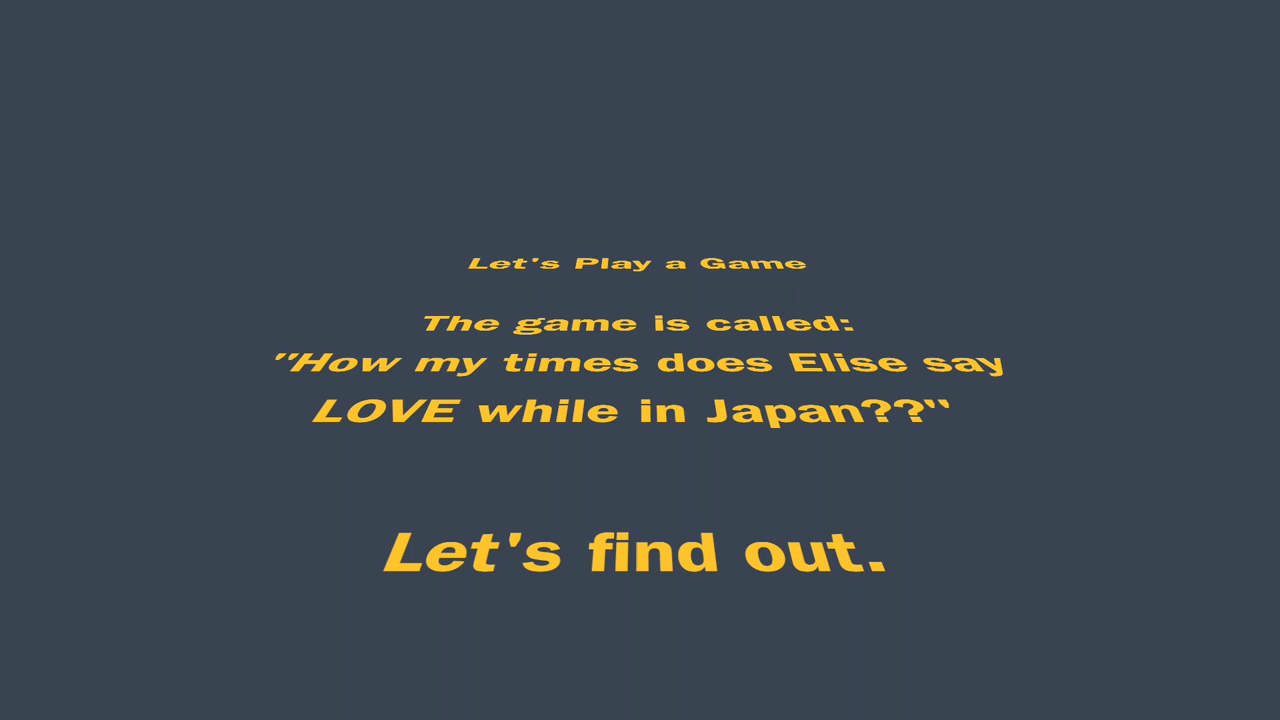 Let's Play a Game
The game is called:
"How my times does Elise say
LOVE while in Japan??"
Let's find out.